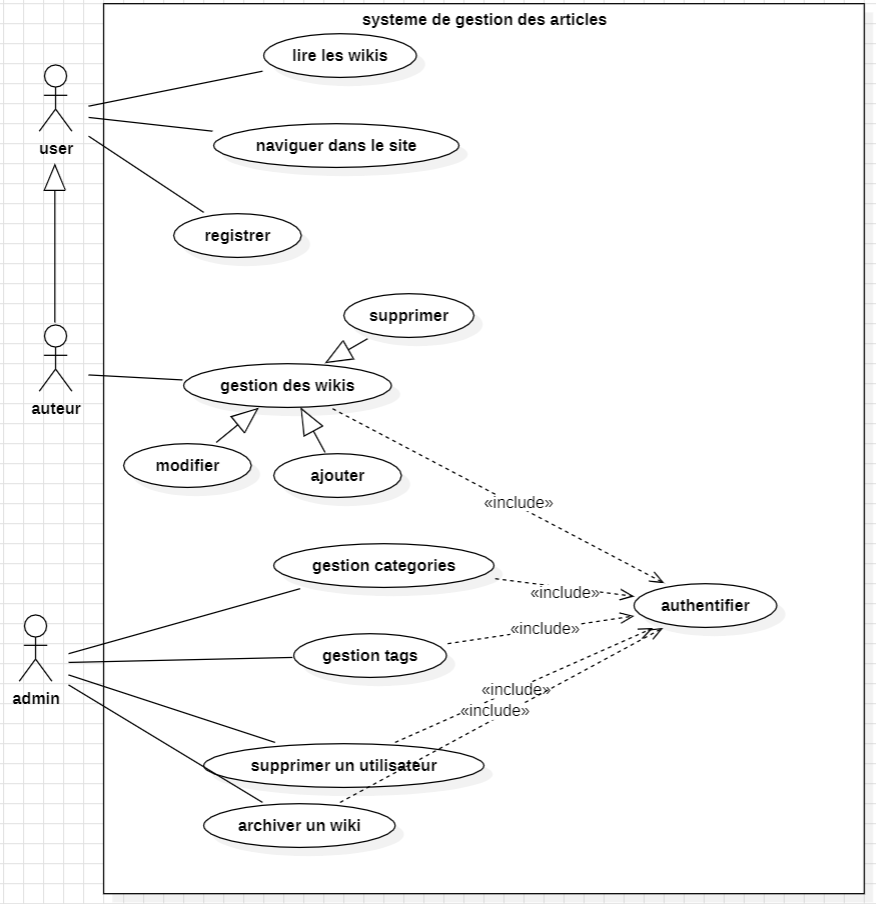 systeme de gestion des articles
lire les wikis
naviguer dans le site
user
registrer
supprimer
gestion des wikis
auteur
modifier
ajouter
«include»
gestion categories
«include»
authentifier
«include»
gestion tags
admin
«include»
«include»
supprimer un utilisateur
archiver un wiki